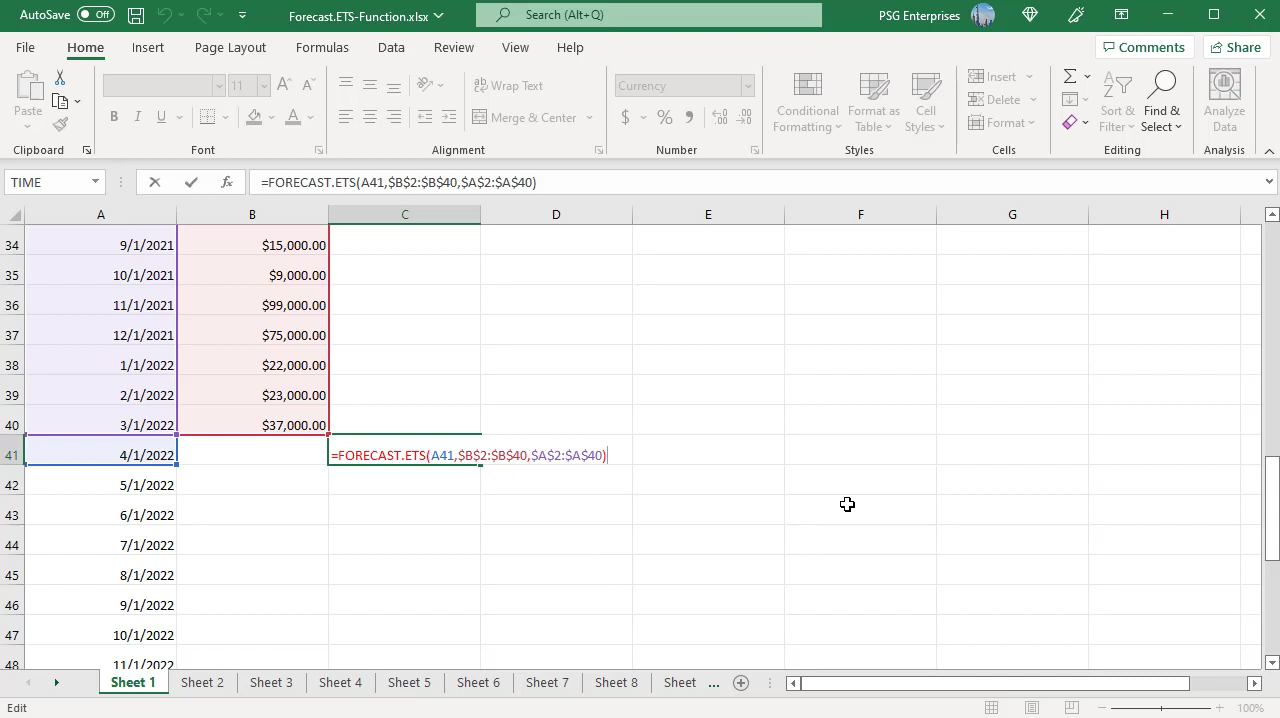 AutoSave Off Forecast.ETS-Function.xlsx Search (Alt+Q) PSG Enterprises
File Home Insert Page Layout Formulas Data Review View Help Comments Share
Paste
Clipboard
11
B I U A
Font
Wrap Text
Merge & Center
Alignment
Currency
$ % 9
Number
Conditional Formatting
Format as Table
Cell Styles
Styles
Insert
Delete
Format
Cells
Sort & Filter
Find & Select
Editing
Analyze Data
Analysis
TIME fx =FORECAST.ETS(A41,$B$2:$B$40,$A$2:$A$40)
A B C D E F G H
34 9/1/2021 $15,000.00
35 10/1/2021 $9,000.00
36 11/1/2021 $99,000.00
37 12/1/2021 $75,000.00
38 1/1/2022 $22,000.00
39 2/1/2022 $23,000.00
40 3/1/2022 $37,000.00
41 4/1/2022 =FORECAST.ETS(A41,$B$2:$B$40,$A$2:$A$40)
42 5/1/2022
43 6/1/2022
44 7/1/2022
45 8/1/2022
46 9/1/2022
47 10/1/2022
48 11/1/2022
Sheet 1 Sheet 2 Sheet 3 Sheet 4 Sheet 5 Sheet 6 Sheet 7 Sheet 8 Sheet ...
Edit 100%